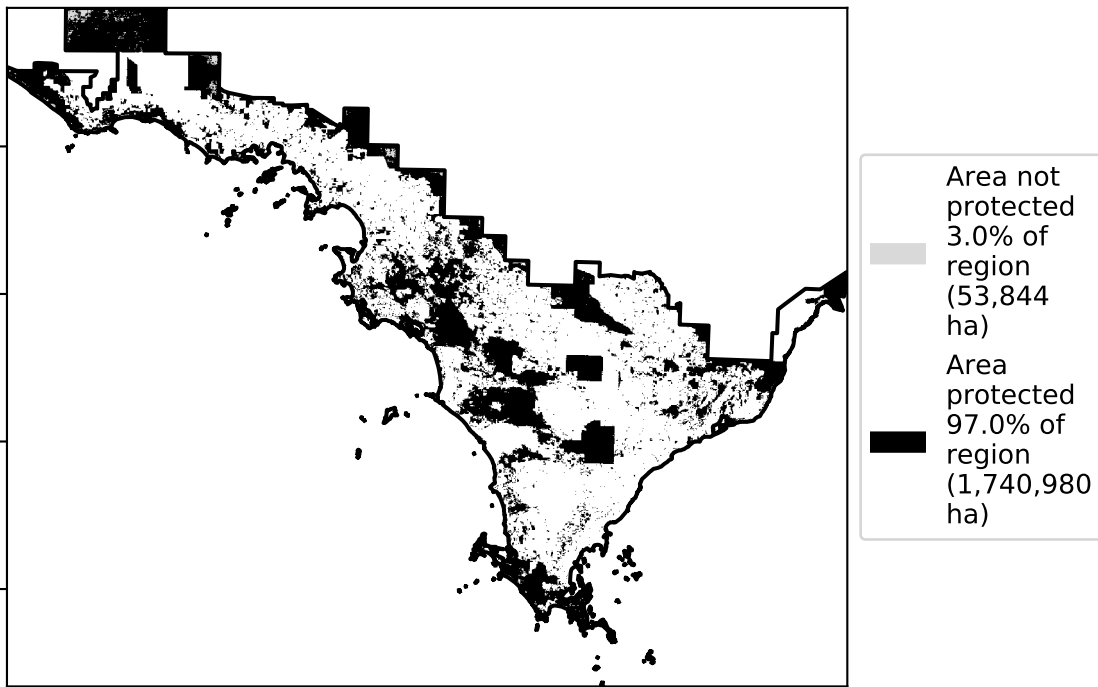 Area not
protected
3.0% of
region
(53,844
ha)
Area
protected
97.0% of
region
(1,740,980
ha)